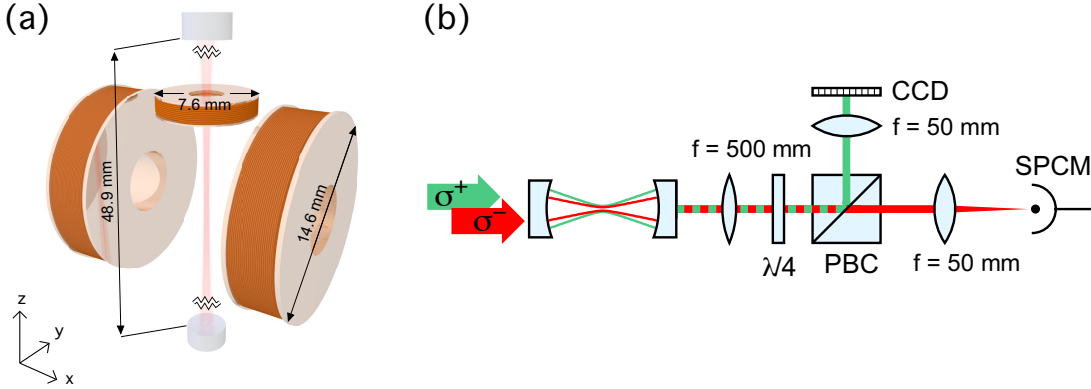 (a)
7.6 mm
48.9 mm
14.6 mm
z
y
x
(b)
CCD
f = 50 mm
f = 500 mm
SPCM
σ+
σ−
λ/4
PBC
f = 50 mm